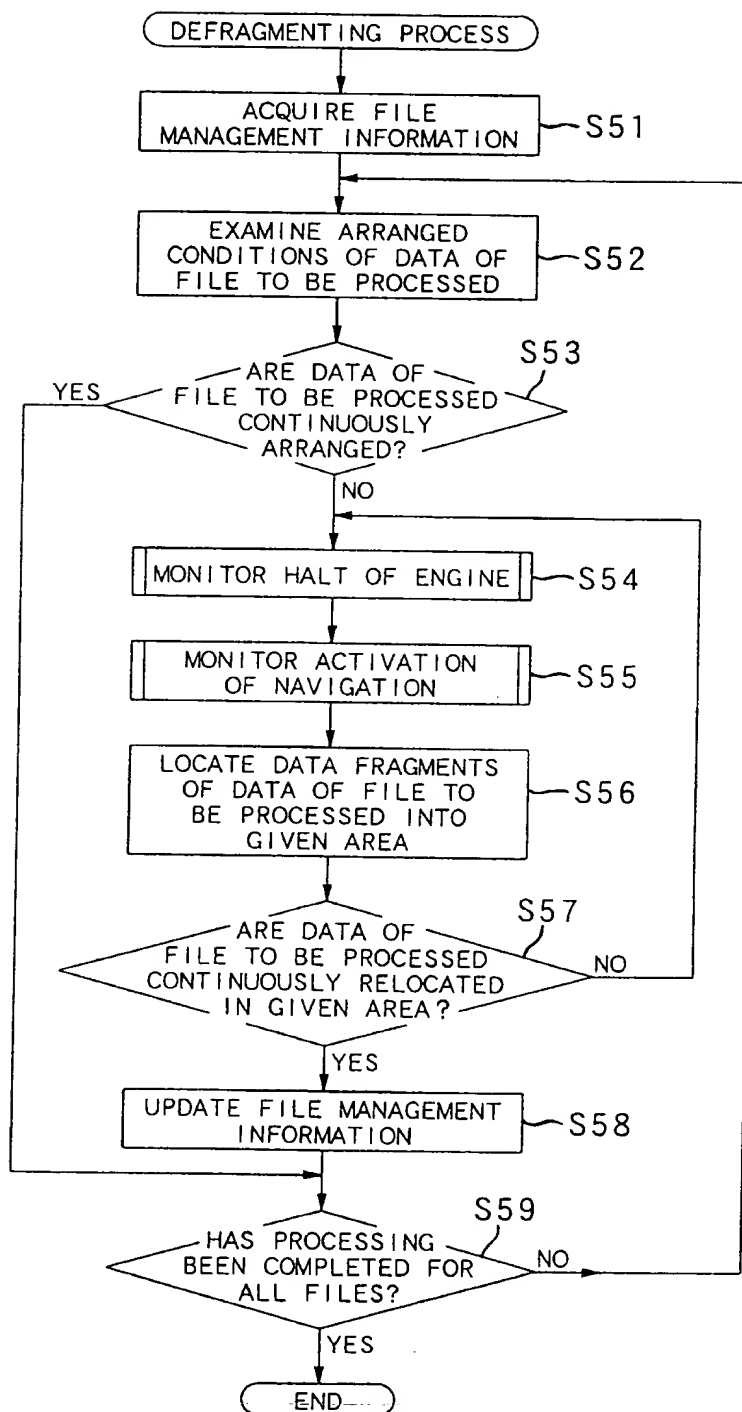 DEFRAGMENTING PROCESS
ACQUIRE FILE
MANAGEMENT INFORMATION
S51
EXAMINE ARRANGED
CONDITIONS OF DATA OF
FILE TO BE PROCESSED
S52
S53
ARE DATA OF
FILE TO BE PROCESSED
CONTINUOUSLY
ARRANGED?
YES
NO
MONITOR HALT OF ENGINE
S54
MONITOR ACTIVATION
OF NAVIGATION
S55
LOCATE DATA FRAGMENTS
OF DATA OF FILE TO
BE PROCESSED INTO
GIVEN AREA
S56
S57
ARE DATA OF
FILE TO BE PROCESSED
CONTINUOUSLY RELOCATED
IN GIVEN AREA?
NO
YES
UPDATE FILE MANAGEMENT
INFORMATION
S58
S59
HAS PROCESSING
BEEN COMPLETED FOR
ALL FILES?
NO
YES
END